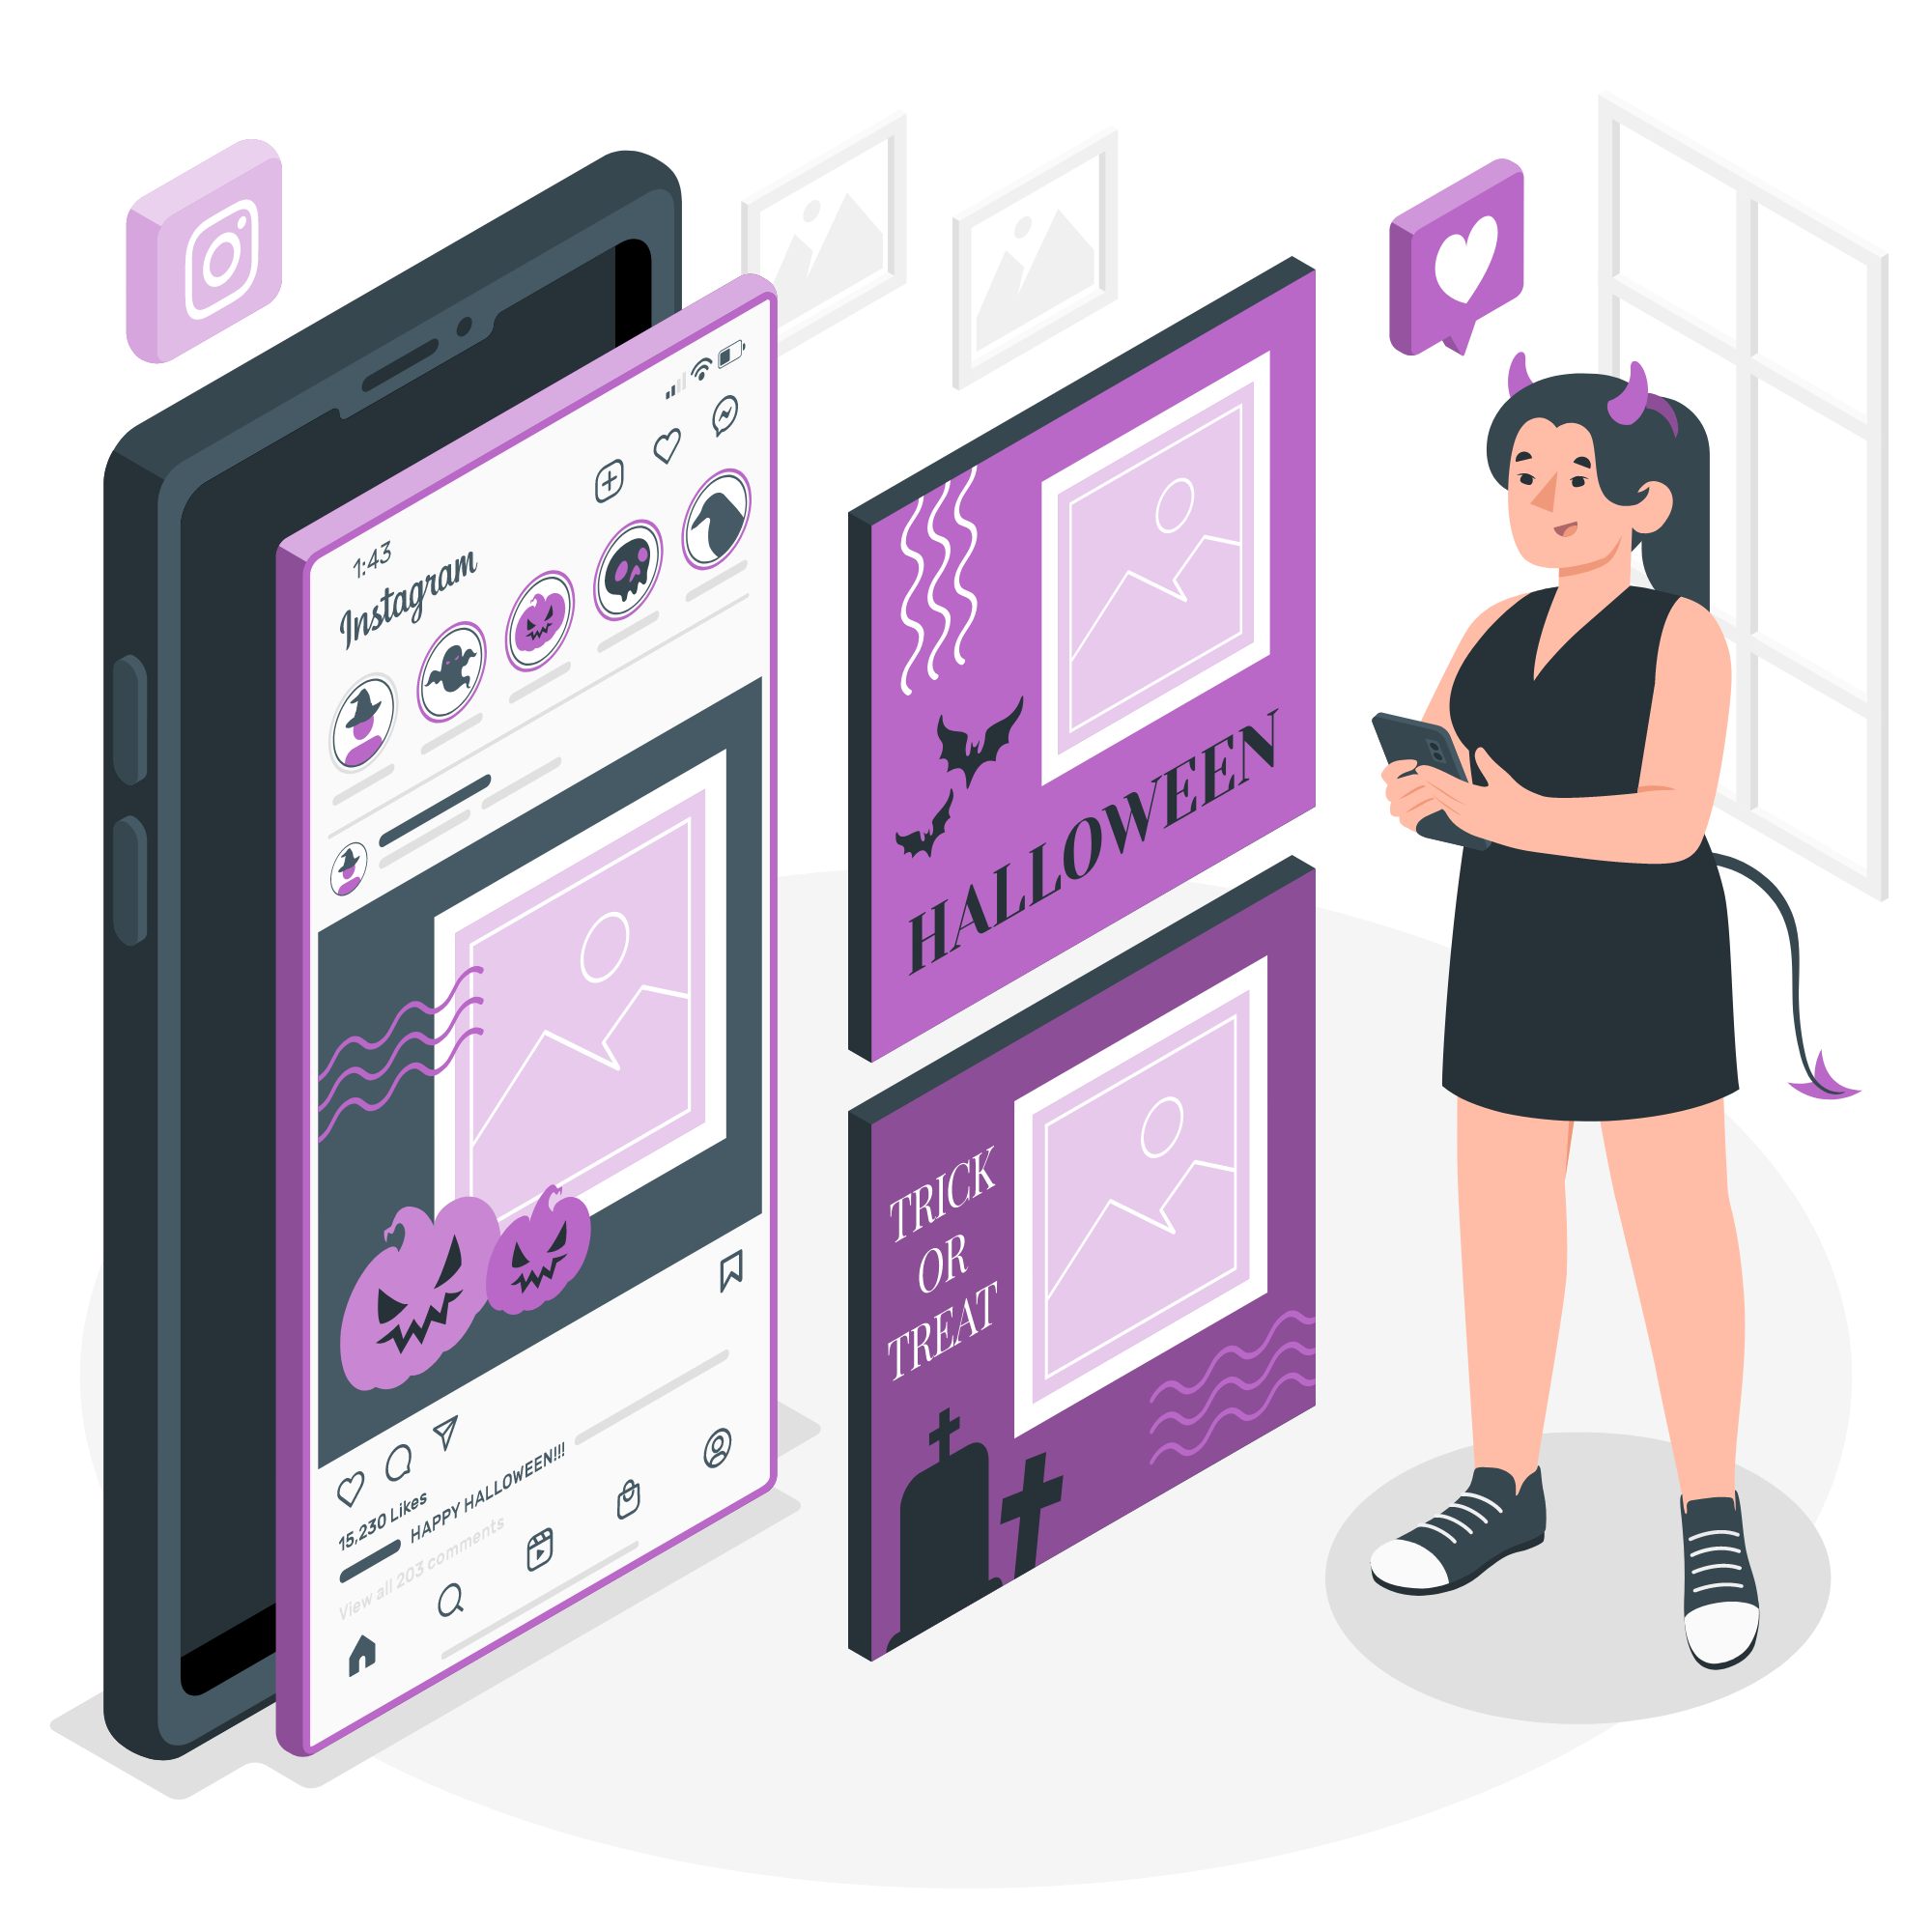 1:43
Instagram
15,230 Likes
HAPPY HALLOWEEN!!!
View all 203 comments
HALLOWEEN
TRICK
OR
TREAT